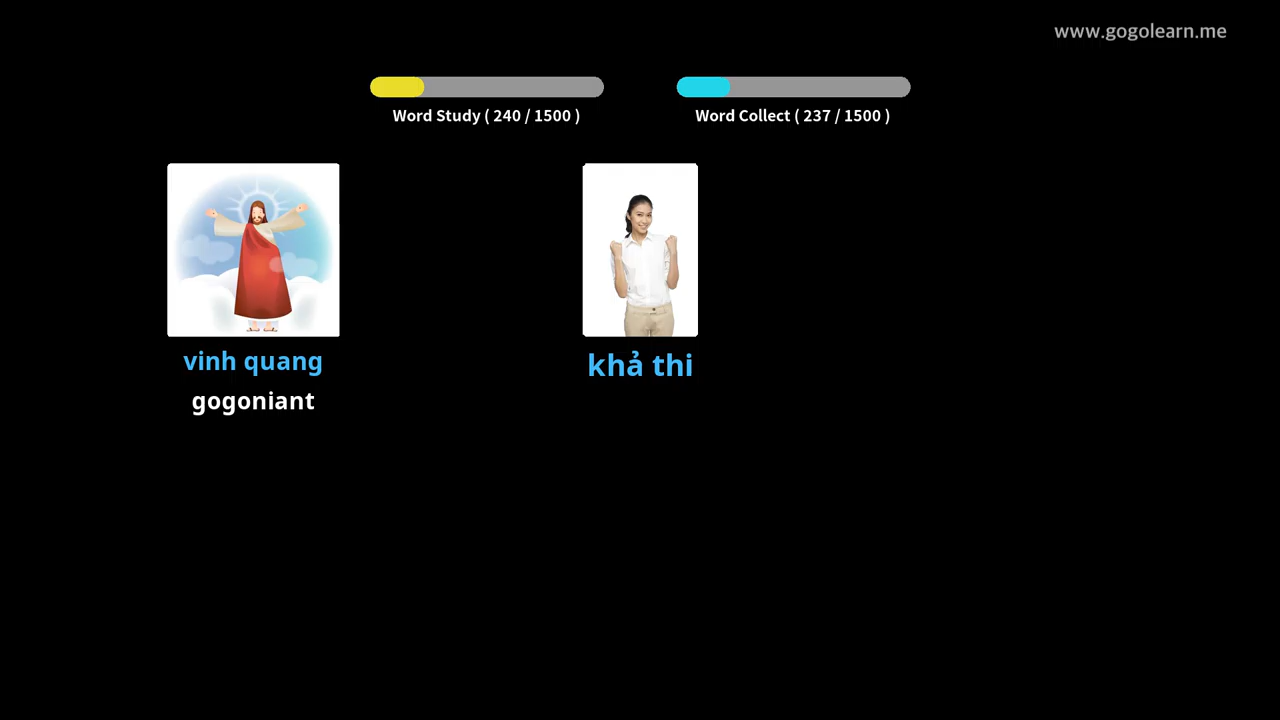 www.gogolearn.me
Word Study ( 240 / 1500 )
Word Collect ( 237 / 1500 )
vinh quang
gogoniant
khả thi